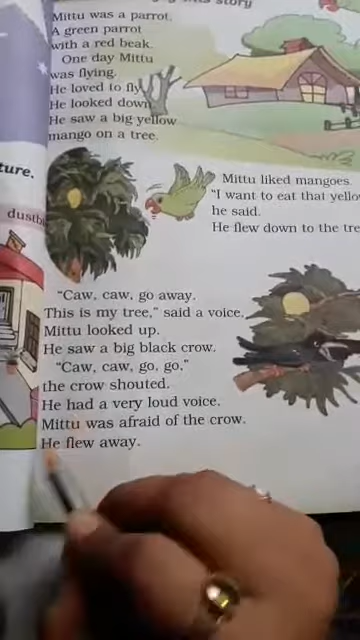 story
Mittu was a parrot.
A green parrot
with a red beak.
One day Mittu
was flying.
He loved to fly.
He looked down.
He saw a big yellow
mango on a tree.
ture.
Mittu liked mangoes.
"I want to eat that yello
he said.
He flew down to the tre
dustbi
"Caw, caw, go away.
This is my tree," said a voice.
Mittu looked up.
He saw a big black crow.
"Caw, caw, go, go,"
the crow shouted.
He had a very loud voice.
Mittu was afraid of the crow.
He flew away.